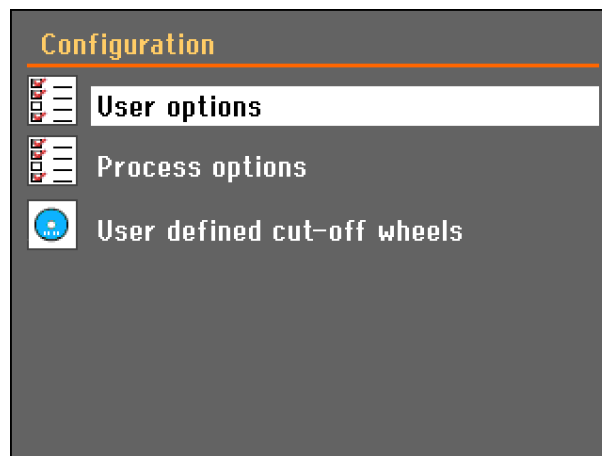 Configuration
User options
Process options
User defined cut-off wheels